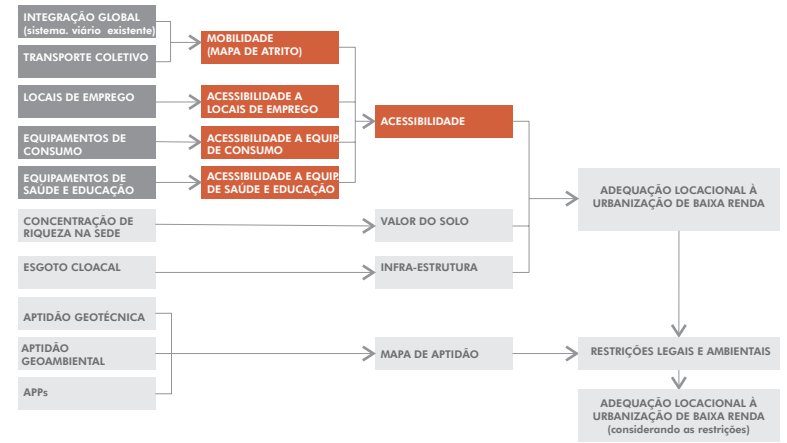 INTEGRAÇÃO GLOBAL
(sistema. viário existente)
TRANSPORTE COLETIVO
LOCAIS DE EMPREGO
EQUIPAMENTOS DE
CONSUMO
EQUIPAMENTOS DE
SAÚDE E EDUCAÇÃO
CONCENTRAÇÃO DE
RIQUEZA NA SEDE
ESGOTO CLOACAL
APTIDÃO GEOTÉCNICA
APTIDÃO
GEOAMBIENTAL
APPs
MOBILIDADE
(MAPA DE ATRITO)
ACESSIBILIDADE A
LOCAIS DE EMPREGO
ACESSIBILIDADE A EQUIP.
DE CONSUMO
ACESSIBILIDADE A EQUIP.
DE SAÚDE E EDUCAÇÃO
ACESSIBILIDADE
VALOR DO SOLO
INFRA-ESTRUTURA
MAPA DE APTIDÃO
ADEQUAÇÃO LOCACIONAL À
URBANIZAÇÃO DE BAIXA RENDA
RESTRIÇÕES LEGAIS E AMBIENTAIS
ADEQUAÇÃO LOCACIONAL À
URBANIZAÇÃO DE BAIXA RENDA
(considerando as restrições)